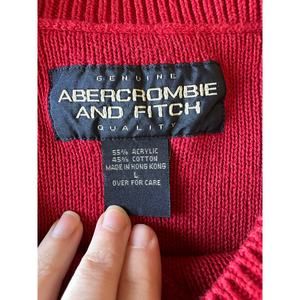 GENUINE
ABERCROMBIE
AND FITCH
QUALITY
55% ACRYLIC
45% COTTON
MADE IN HONG KONG
L
OVER FOR CARE